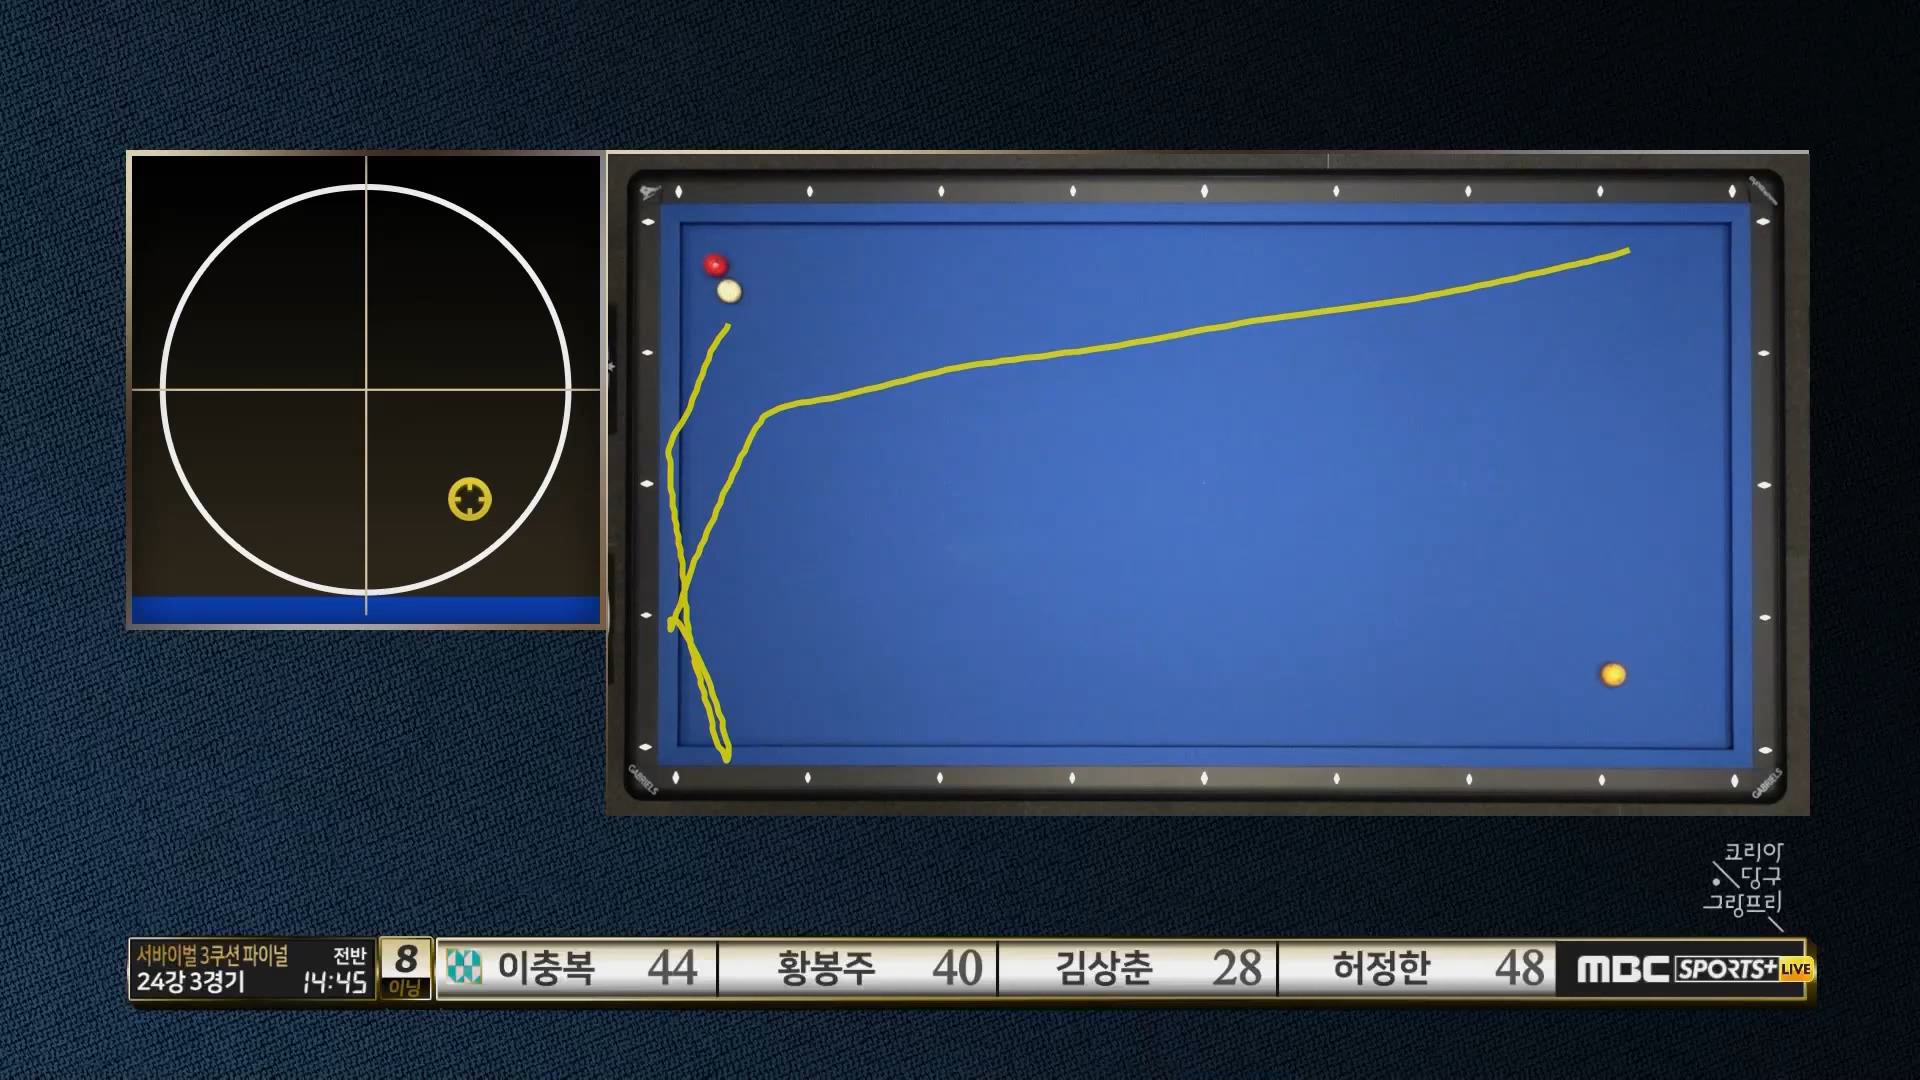 GABRIELS
GABRIELS
코리아
당구
그랑프리
서바이벌 3쿠션 파이널 전반
24강 3경기 14:45
8
이닝
이충복 44
황봉주 40
김상춘 28
허정한 48
MBC SPORTS+ LIVE